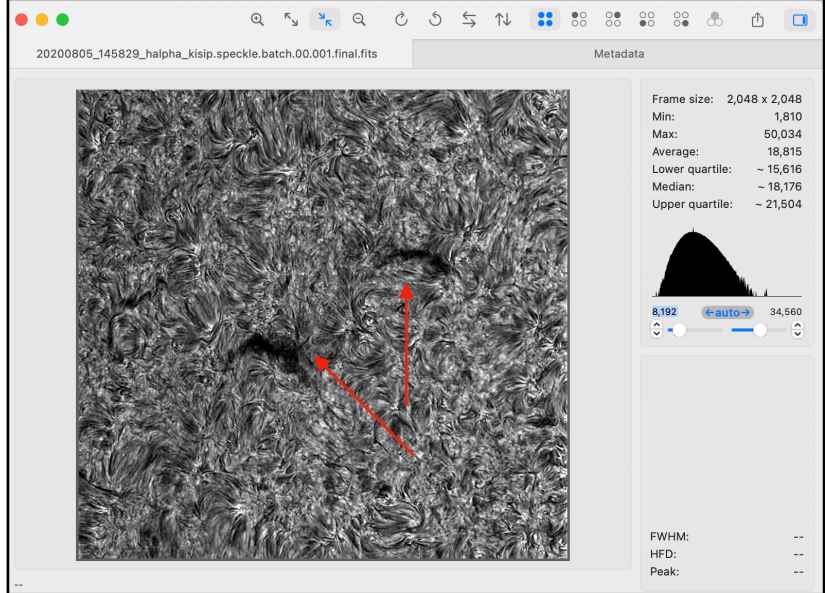 20200805_145829_halpha_kisip.speckle.batch.00.001.final.fits
Metadata
Frame size: 2,048 x 2,048
Min: 1,810
Max: 50,034
Average: 18,815
Lower quartile: ~ 15,616
Median: ~ 18,176
Upper quartile: ~ 21,504
8,192 ←auto→ 34,560
FWHM: --
HFD: --
Peak: --
--